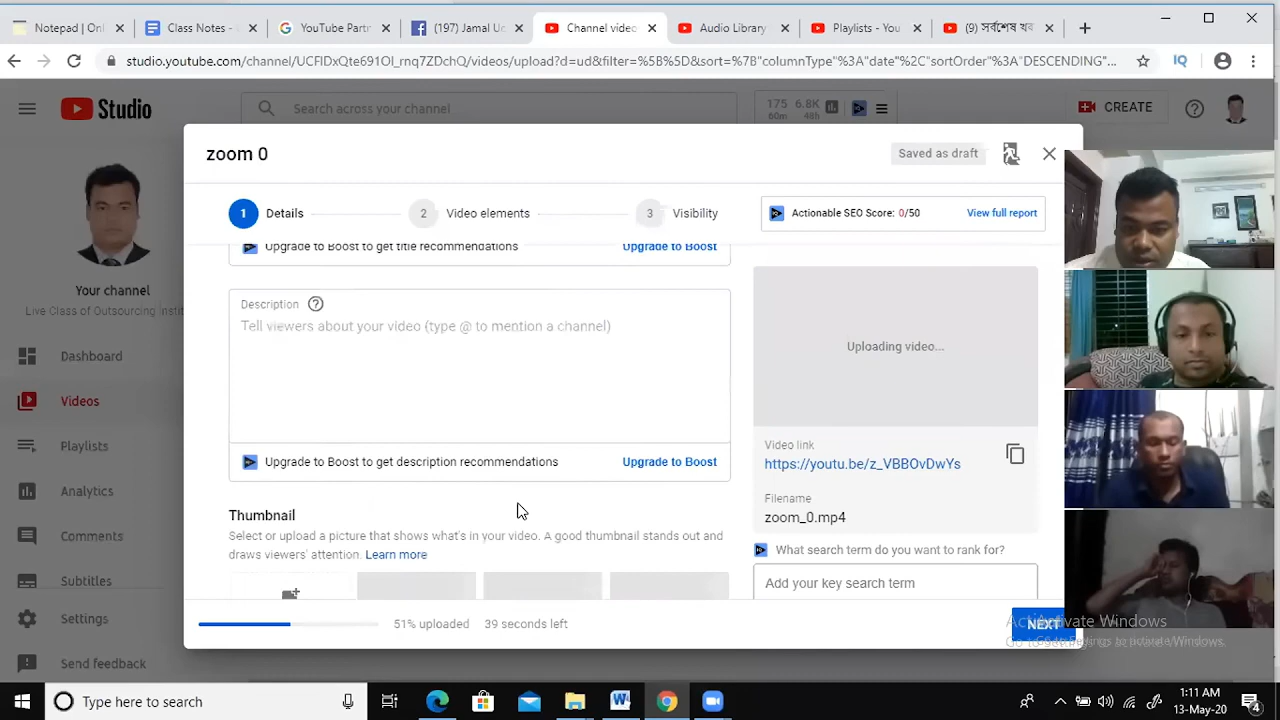 Notepad | Onl
Class Notes -
YouTube Partr
(197) Jamal Ud
Channel video
Audio Library
Playlists - You
(9) সর্বশেষ খব
studio.youtube.com/channel/UCFIDxQte691OI_rnq7ZDchQ/videos/upload?d=ud&filter=%5B%5D&sort=%7B"columnType"%3A"date"%2C"sortOrder"%3A"DESCENDING"...
Studio
Search across your channel
175 6.8K
60m 48h
CREATE
zoom 0
Saved as draft
1 Details
2 Video elements
3 Visibility
Actionable SEO Score: 0/50
View full report
Upgrade to Boost to get title recommendations
Upgrade to Boost
Description
Tell viewers about your video (type @ to mention a channel)
Upgrade to Boost to get description recommendations
Upgrade to Boost
Thumbnail
Select or upload a picture that shows what's in your video. A good thumbnail stands out and
draws viewers' attention. Learn more
Uploading video...
Video link
https://youtu.be/z_VBBOvDwYs
Filename
zoom_0.mp4
What search term do you want to rank for?
Add your key search term
51% uploaded
39 seconds left
NEXT
Activate Windows
Go to Settings to activate Windows.
Your channel
Live Class of Outsourcing Instit
Dashboard
Videos
Playlists
Analytics
Comments
Subtitles
Settings
Send feedback
Type here to search
1:11 AM
13-May-20
4